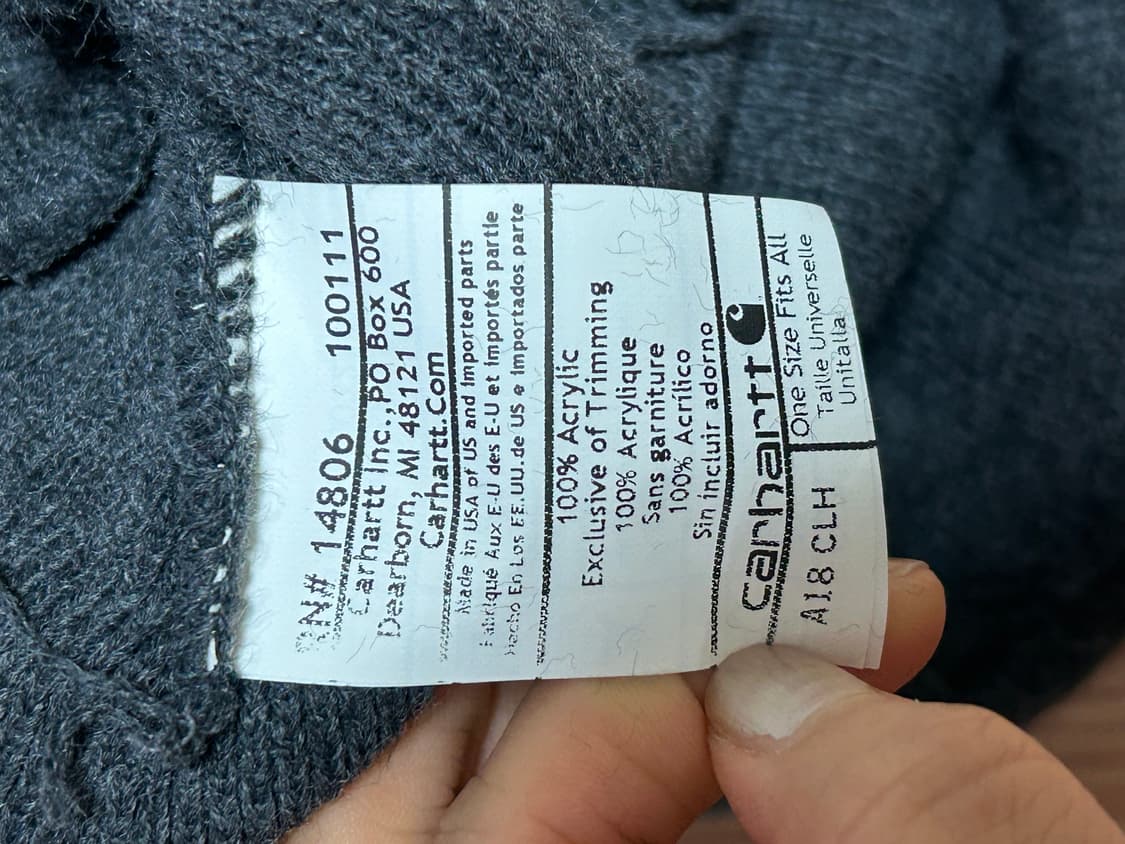 RN# 14806 100111
Carhartt Inc.,PO Box 600
Dearborn, MI 48121 USA
Carhartt.Com
Made in USA of US and Imported parts
Fabriqué Aux E-U des E-U et Importés partie
Hecho En Los EE.UU.de US e Importados parte
100% Acrylic
Exclusive of Trimming
100% Acrylique
Sans garniture
100% Acrílico
Sin incluir adorno
carhartt
A18 CLH
One Size Fits All
Taille Universelle
Unitalla